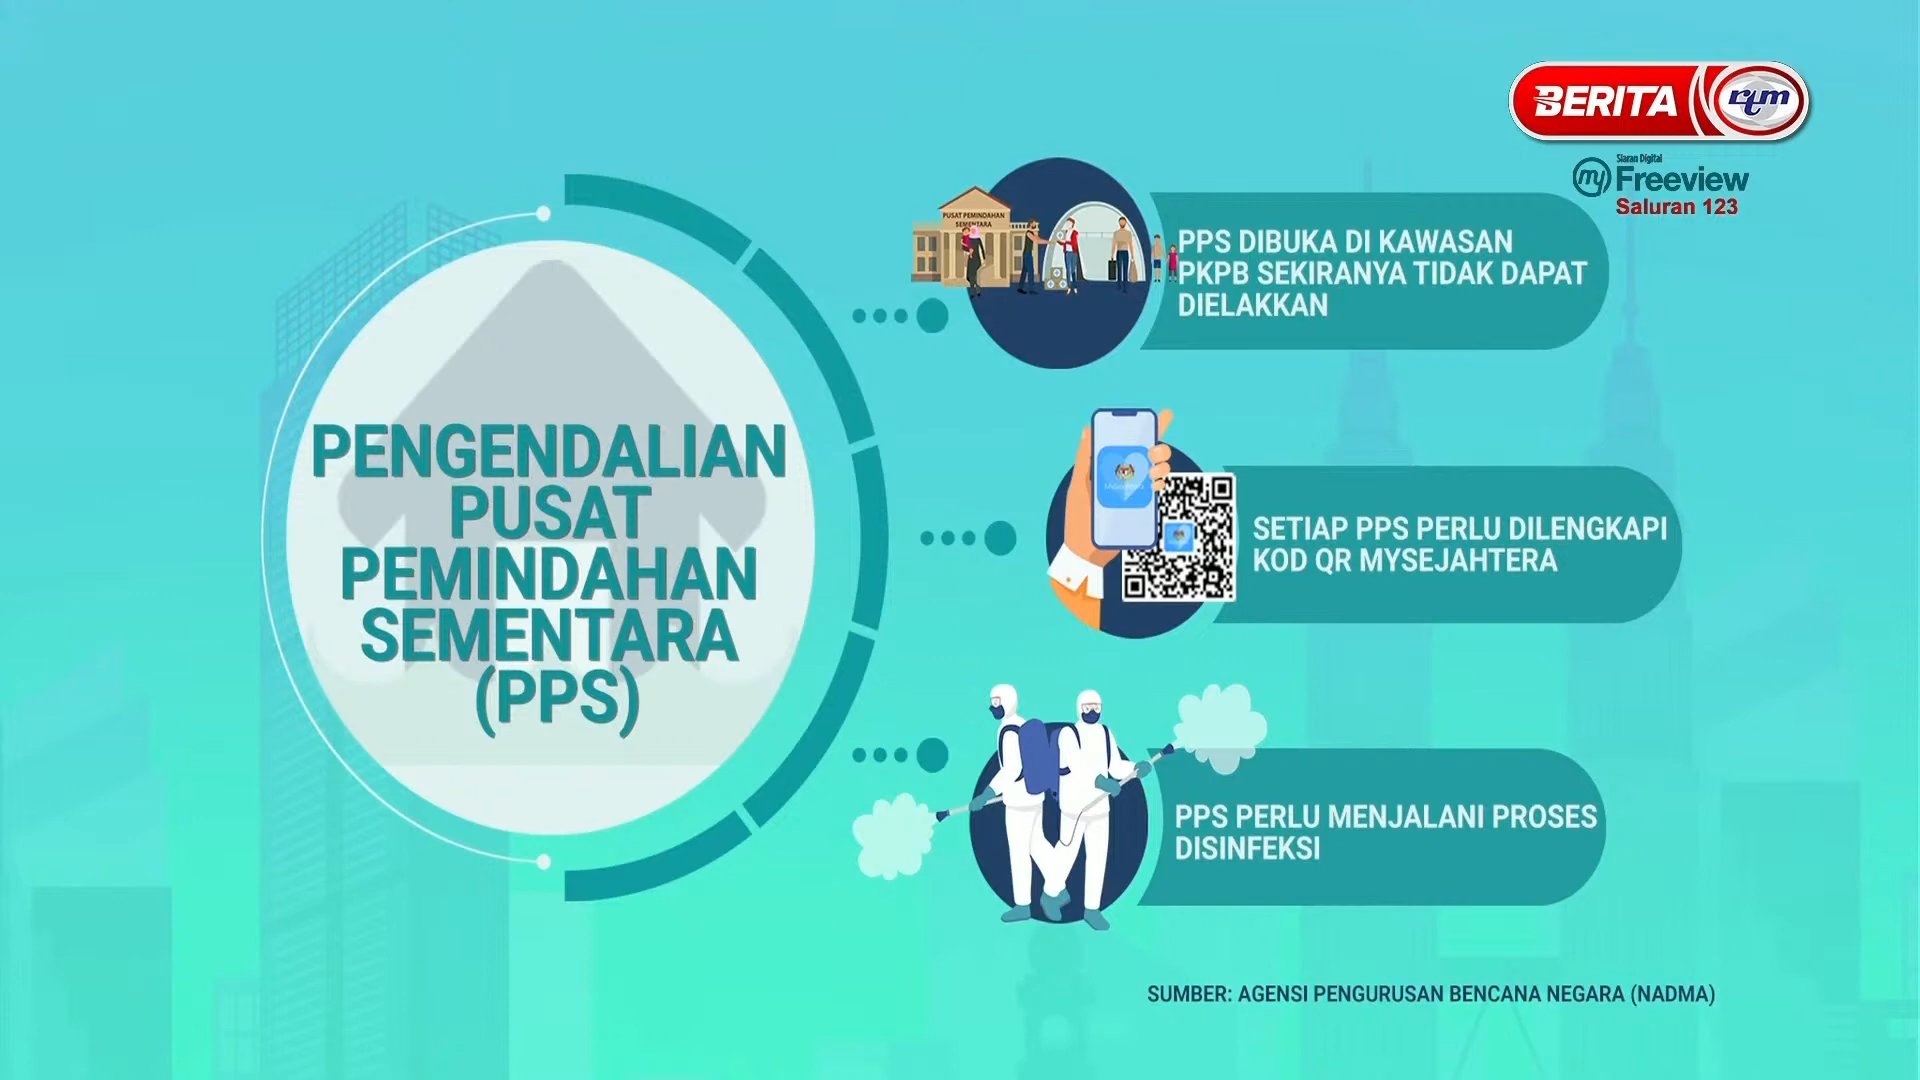 BERITA rtm
Siaran Digital
my Freeview
Saluran 123
PENGENDALIAN
PUSAT
PEMINDAHAN
SEMENTARA
(PPS)
PUSAT PEMINDAHAN
SEMENTARA
PPS DIBUKA DI KAWASAN
PKPB SEKIRANYA TIDAK DAPAT
DIELAKKAN
SETIAP PPS PERLU DILENGKAPI
KOD QR MYSEJAHTERA
PPS PERLU MENJALANI PROSES
DISINFEKSI
SUMBER: AGENSI PENGURUSAN BENCANA NEGARA (NADMA)